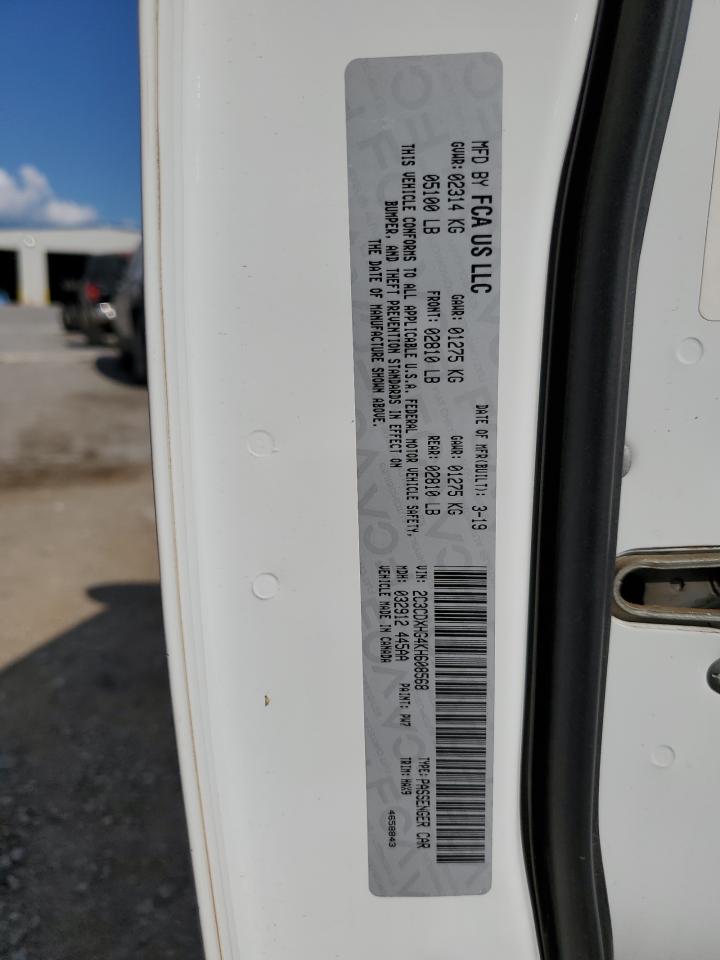 MFD BY FCA US LLC
DATE OF MFR(BUILT): 3-19
GVWR: 02314 KG GAWR: 01275 KG GAWR: 01275 KG
05100 LB FRONT: 02810 LB REAR: 02810 LB
THIS VEHICLE CONFORMS TO ALL APPLICABLE U.S.A. FEDERAL MOTOR VEHICLE SAFETY,
BUMPER, AND THEFT PREVENTION STANDARDS IN EFFECT ON
THE DATE OF MANUFACTURE SHOWN ABOVE.
VIN: 2C3CDXHG4KH608568 TYPE: PASSENGER CAR
MDH: 032912 445AA PAINT: PW7 TRIM: HAX9
VEHICLE MADE IN CANADA 4658843